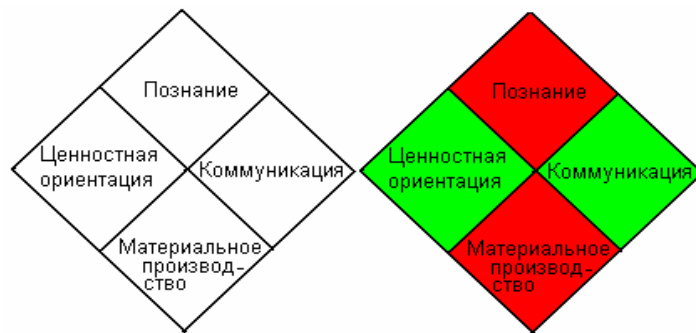 Познание
Ценностная
ориентация
Коммуникация
Материальное
производ-
ство
Познание
Ценностная
ориентация
Коммуникация
Материальное
производ-
ство